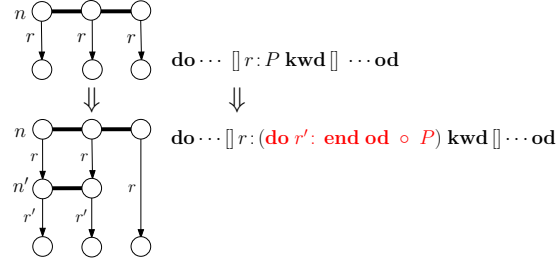 n
r r r
do ⋯ [] r : P kwd [] ⋯ od
⇓ ⇓
n
do ⋯ [] r : (do r′ : end od ∘ P) kwd [] ⋯ od
r r
n′ r
r′ r′